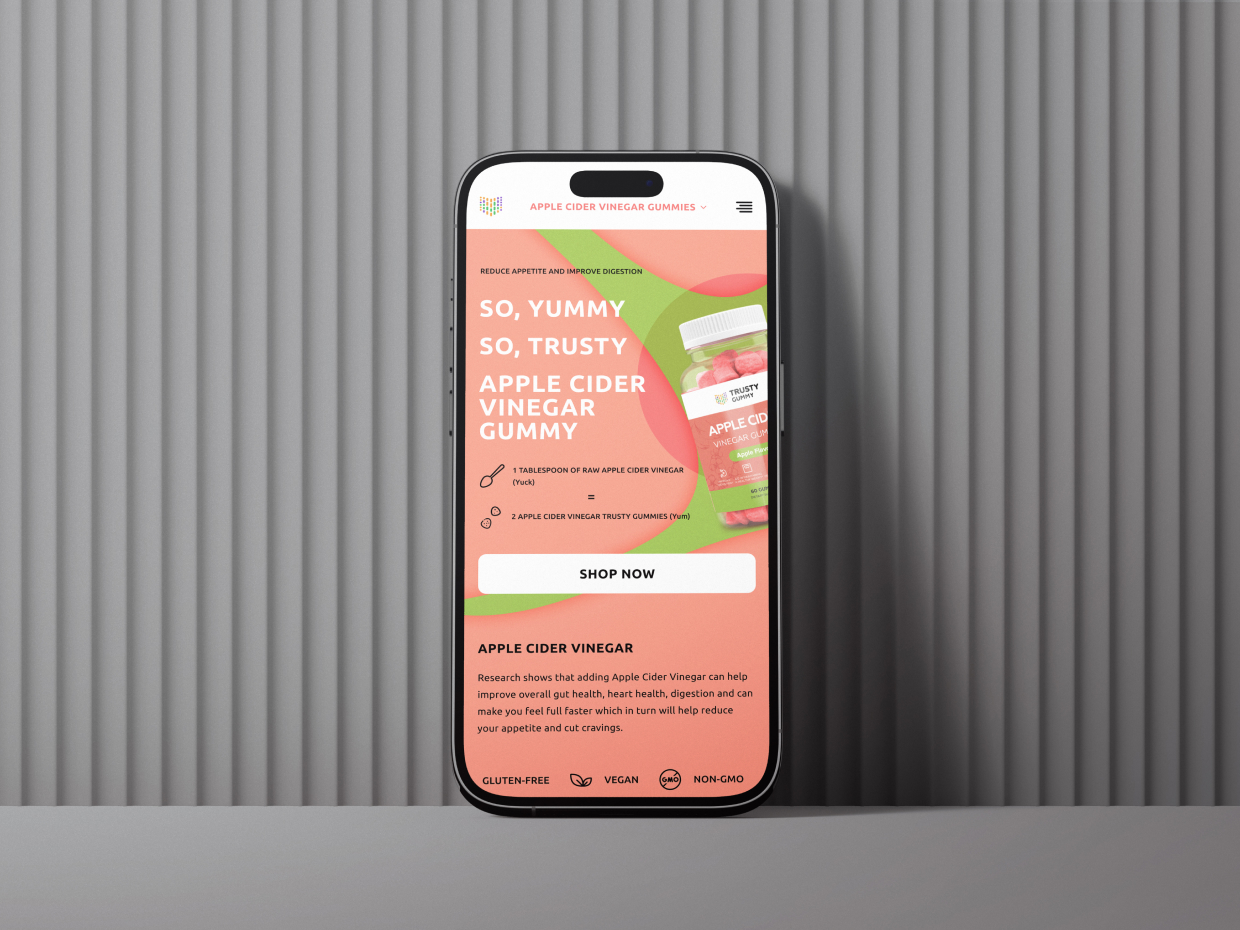 APPLE CIDER VINEGAR GUMMIES
REDUCE APPETITE AND IMPROVE DIGESTION
SO, YUMMY
SO, TRUSTY
APPLE CIDER
VINEGAR
GUMMY
1 TABLESPOON OF RAW APPLE CIDER VINEGAR
(Yuck)
=
2 APPLE CIDER VINEGAR TRUSTY GUMMIES (Yum)
TRUSTY
GUMMY
APPLE CID
VINEGAR GUM
Apple
SHOP NOW
APPLE CIDER VINEGAR
Research shows that adding Apple Cider Vinegar can help
improve overall gut health, heart health, digestion and can
make you feel full faster which in turn will help reduce
your appetite and cut cravings.
GLUTEN-FREE VEGAN GMO NON-GMO